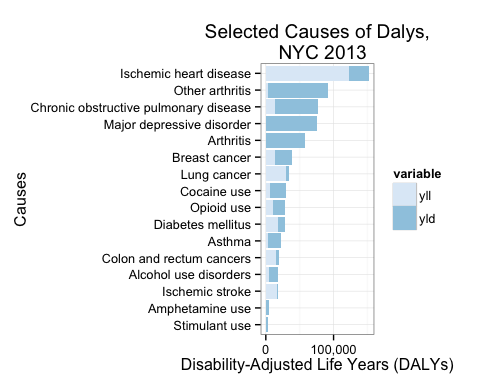 Selected Causes of Dalys,
NYC 2013
Causes
Ischemic heart disease
Other arthritis
Chronic obstructive pulmonary disease
Major depressive disorder
Arthritis
Breast cancer
Lung cancer
Cocaine use
Opioid use
Diabetes mellitus
Asthma
Colon and rectum cancers
Alcohol use disorders
Ischemic stroke
Amphetamine use
Stimulant use
0 100,000
Disability-Adjusted Life Years (DALYs)
variable
yll
yld